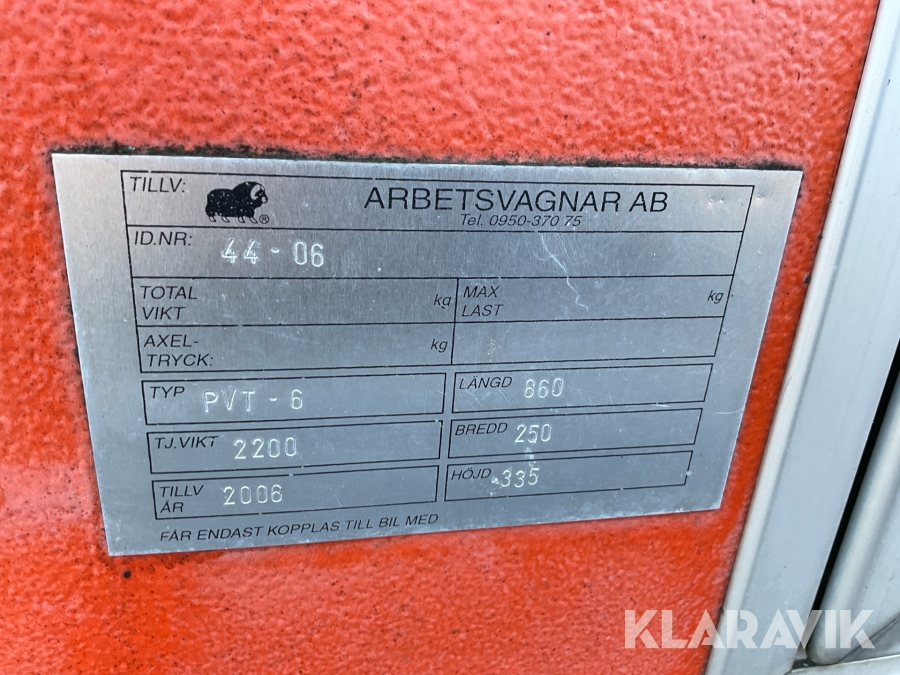 TILLV: ® ARBETSVAGNAR AB
Tel. 0950-370 75
ID.NR: 44-06
TOTAL VIKT kg MAX LAST kg
AXEL-TRYCK: kg
TYP PVT-6 LÄNGD 860
TJ.VIKT 2200 BREDD 250
TILLV ÅR 2006 HÖJD 335
FÅR ENDAST KOPPLAS TILL BIL MED
KLARAVIK